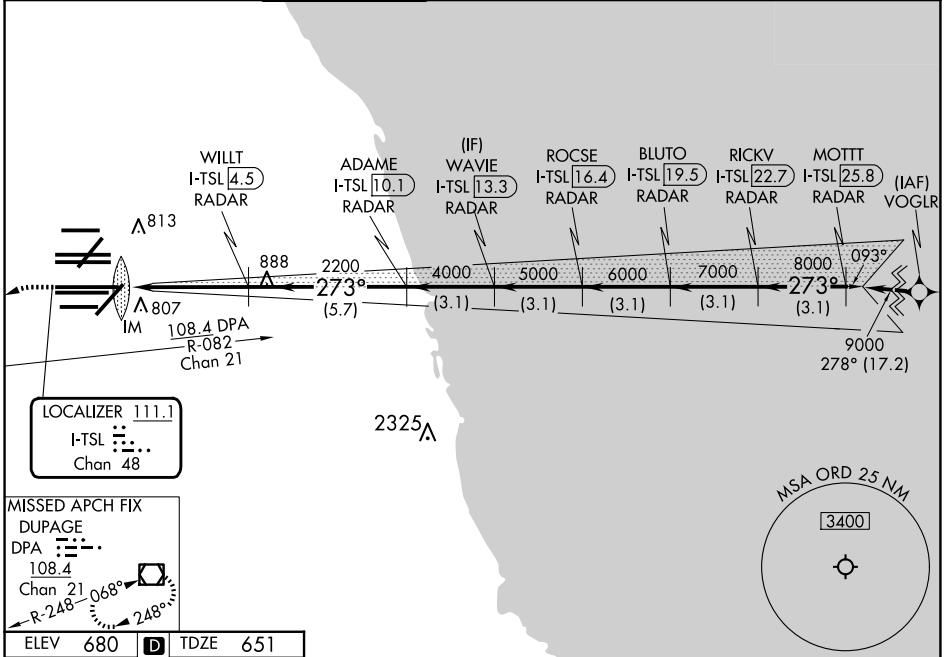 WILLT
I-TSL 4.5
RADAR
ADAME
I-TSL 10.1
RADAR
(IF)
WAVIE
I-TSL 13.3
RADAR
ROCSE
I-TSL 16.4
RADAR
BLUTO
I-TSL 19.5
RADAR
RICKV
I-TSL 22.7
RADAR
MOTTT
I-TSL 25.8
RADAR
(IAF)
VOGLR
813
888
807
IM
2200
273°
(5.7)
4000
(3.1)
5000
(3.1)
6000
(3.1)
7000
(3.1)
8000
273°
(3.1)
093°
9000
278° (17.2)
108.4 DPA
R-082
Chan 21
LOCALIZER 111.1
I-TSL
Chan 48
2325
MISSED APCH FIX
DUPAGE
DPA
108.4
Chan 21
R-248
068°
248°
MSA ORD 25 NM
3400
ELEV 680 D TDZE 651